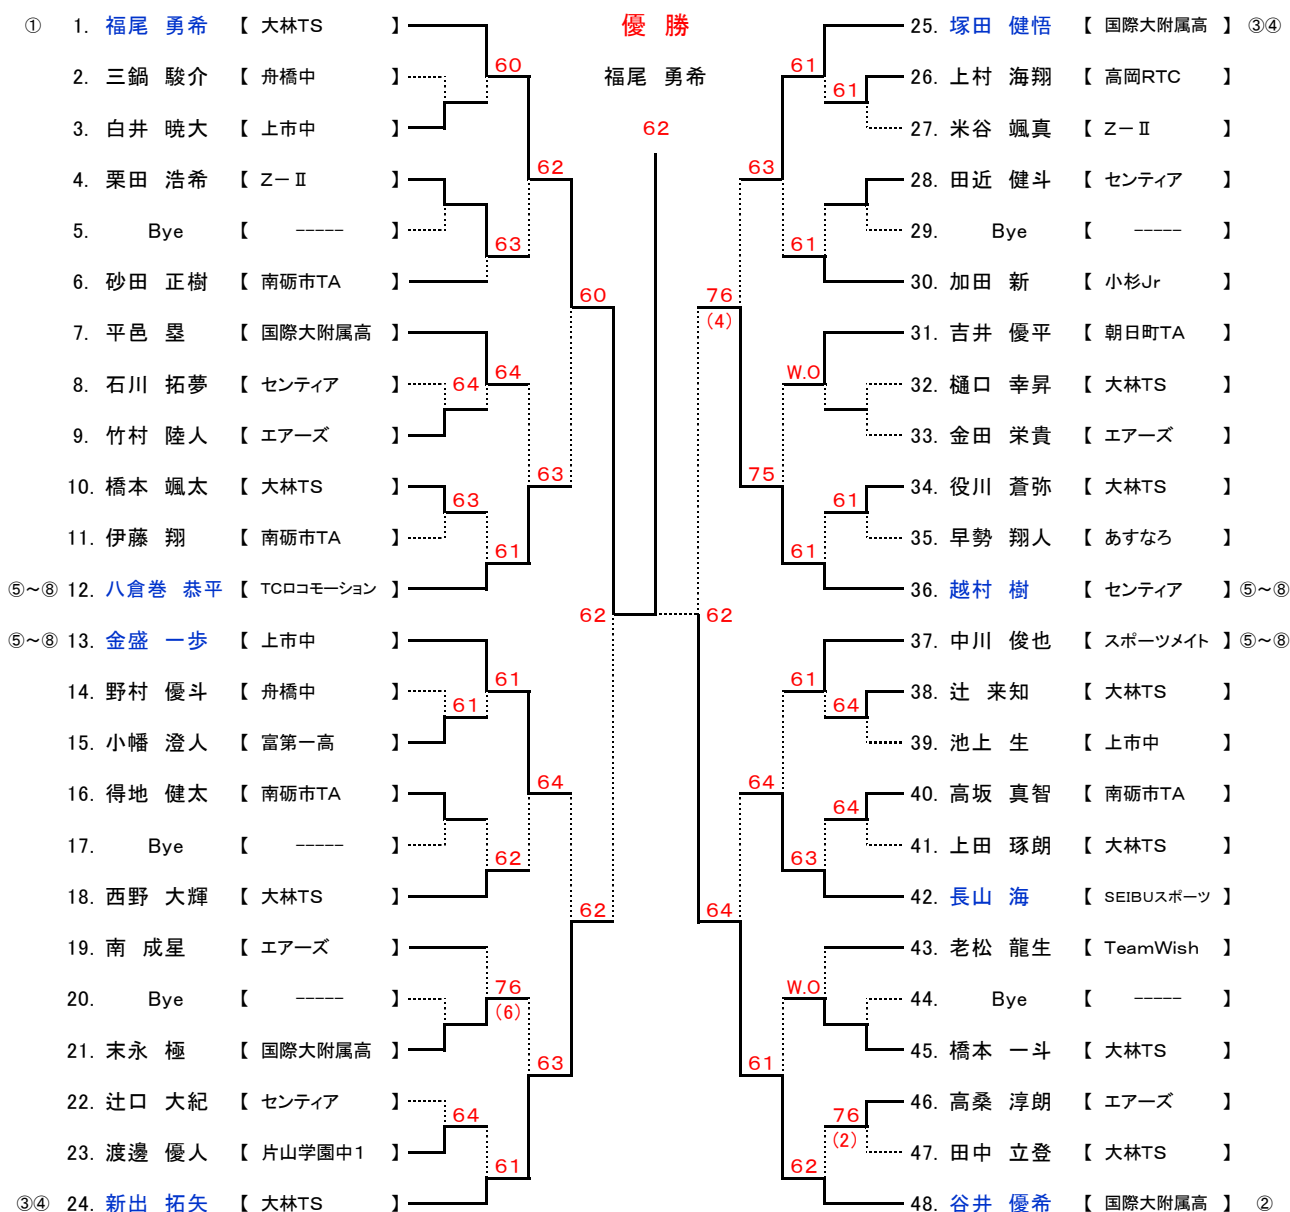 優 勝
福尾 勇希
62
① 1. 福尾 勇希 【 大林TS 】
2. 三鍋 駿介 【 舟橋中 】
3. 白井 暁大 【 上市中 】
4. 栗田 浩希 【 Z－Ⅱ 】
5. Bye 【 ----- 】
6. 砂田 正樹 【 南砺市TA 】
7. 平邑 塁 【 国際大附属高 】
8. 石川 拓夢 【 センティア 】
9. 竹村 陸人 【 エアーズ 】
10. 橋本 颯太 【 大林TS 】
11. 伊藤 翔 【 南砺市TA 】
⑤～⑧ 12. 八倉巻 恭平 【 TCロコモーション 】
⑤～⑧ 13. 金盛 一歩 【 上市中 】
14. 野村 優斗 【 舟橋中 】
15. 小幡 澄人 【 富第一高 】
16. 得地 健太 【 南砺市TA 】
17. Bye 【 ----- 】
18. 西野 大輝 【 大林TS 】
19. 南 成星 【 エアーズ 】
20. Bye 【 ----- 】
21. 末永 極 【 国際大附属高 】
22. 辻口 大紀 【 センティア 】
23. 渡邊 優人 【 片山学園中1 】
③④ 24. 新出 拓矢 【 大林TS 】
60
63
64
64
63
61
61
61
62
76
(6)
64
61
62
63
64
63
60
62
62
25. 塚田 健悟 【 国際大附属高 】 ③④
26. 上村 海翔 【 高岡RTC 】
27. 米谷 颯真 【 Z－Ⅱ 】
28. 田近 健斗 【 センティア 】
29. Bye 【 ----- 】
30. 加田 新 【 小杉Jr 】
31. 吉井 優平 【 朝日町TA 】
32. 樋口 幸昇 【 大林TS 】
33. 金田 栄貴 【 エアーズ 】
34. 役川 蒼弥 【 大林TS 】
35. 早勢 翔人 【 あすなろ 】
36. 越村 樹 【 センティア 】 ⑤～⑧
37. 中川 俊也 【 スポーツメイト 】 ⑤～⑧
38. 辻 来知 【 大林TS 】
39. 池上 生 【 上市中 】
40. 高坂 真智 【 南砺市TA 】
41. 上田 琢朗 【 大林TS 】
42. 長山 海 【 SEIBUスポーツ 】
43. 老松 龍生 【 TeamWish 】
44. Bye 【 ----- 】
45. 橋本 一斗 【 大林TS 】
46. 高桑 淳朗 【 エアーズ 】
47. 田中 立登 【 大林TS 】
48. 谷井 優希 【 国際大附属高 】 ②
61
61
61
W.O
61
61
61
64
64
63
W.O
76
(2)
62
63
75
64
61
76
(4)
64
62